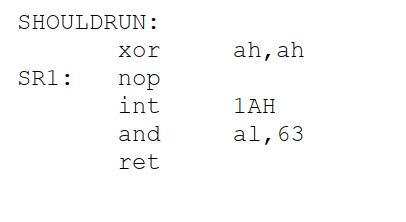 SHOULDRUN:
xor ah,ah
SR1: nop
int 1AH
and al,63
ret